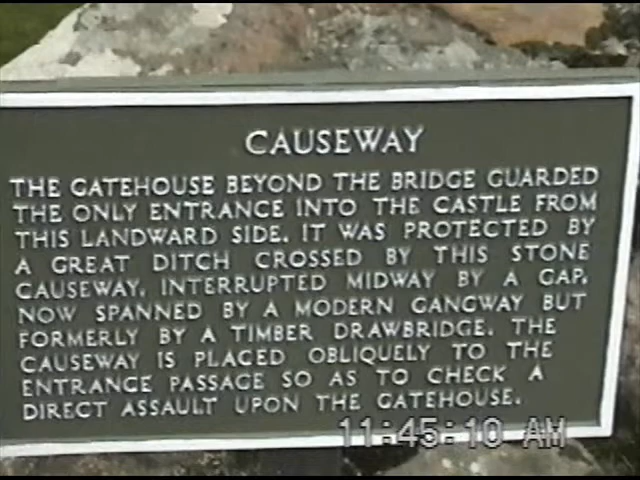 CAUSEWAY
THE GATEHOUSE BEYOND THE BRIDGE GUARDED
THE ONLY ENTRANCE INTO THE CASTLE FROM
THIS LANDWARD SIDE. IT WAS PROTECTED BY
A GREAT DITCH CROSSED BY THIS STONE
CAUSEWAY, INTERRUPTED MIDWAY BY A GAP,
NOW SPANNED BY A MODERN GANGWAY BUT
FORMERLY BY A TIMBER DRAWBRIDGE. THE
CAUSEWAY IS PLACED OBLIQUELY TO THE
ENTRANCE PASSAGE SO AS TO CHECK A
DIRECT ASSAULT UPON THE GATEHOUSE.
11:45:10 AM